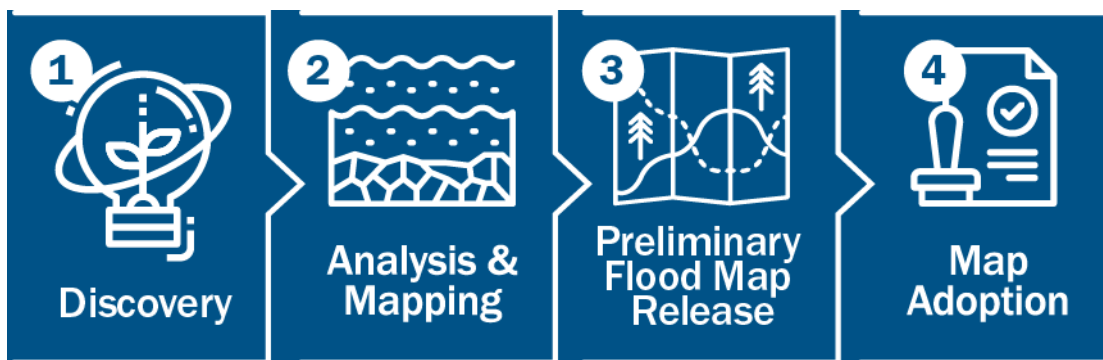 1
Discovery
2
Analysis &
Mapping
3
Preliminary
Flood Map
Release
4
Map
Adoption